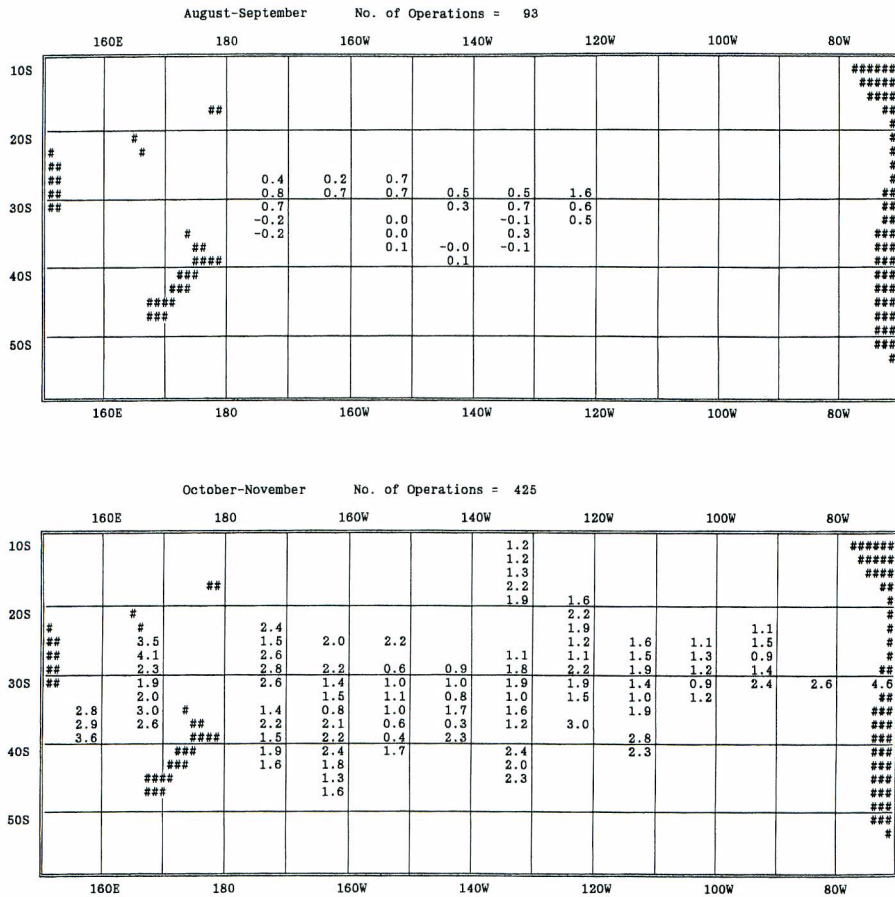 August-September No. of Operations = 93
160E 180 160W 140W 120W 100W 80W
10S ######
#####
####
## ##
#
20S #
# # #
## #
## 0.4 0.2 0.7 #
## 0.8 0.7 0.7 0.5 0.5 1.6 ##
30S ## 0.7 0.3 0.7 0.6 ##
-0.2 0.0 -0.1 0.5 ##
# -0.2 0.0 0.3 ###
## 0.1 -0.0 -0.1 ###
#### 0.1 ###
40S ### ###
### ###
#### ###
### ###
###
50S ###
#
160E 180 160W 140W 120W 100W 80W
October-November No. of Operations = 425
160E 180 160W 140W 120W 100W 80W
10S 1.2 ######
1.2 #####
1.3 ####
## 2.2 ##
1.9 1.6 #
20S # 2.2
# # 2.4 1.9 1.1 #
## 3.5 1.5 2.0 2.2 1.2 1.6 1.1 1.5 #
## 4.1 2.6 1.1 1.1 1.5 1.3 0.9 #
## 2.3 2.8 2.2 0.6 0.9 1.8 2.2 1.9 1.2 1.4 ##
30S ## 1.9 2.6 1.4 1.0 1.0 1.9 1.9 1.4 0.9 2.4 2.6 4.6
2.0 1.5 1.1 0.8 1.0 1.5 1.0 1.2 ##
2.8 3.0 # 1.4 0.8 1.0 1.7 1.6 1.9 ##
2.9 2.6 ## 2.2 2.1 0.6 0.3 1.2 3.0 ###
3.6 #### 1.5 2.2 0.4 2.3 2.8 ###
40S ### 1.9 2.4 1.7 2.4 2.3 ###
### 1.6 1.8 2.0 ###
#### 1.3 2.3 ###
### 1.6 ###
###
50S ###
#
160E 180 160W 140W 120W 100W 80W